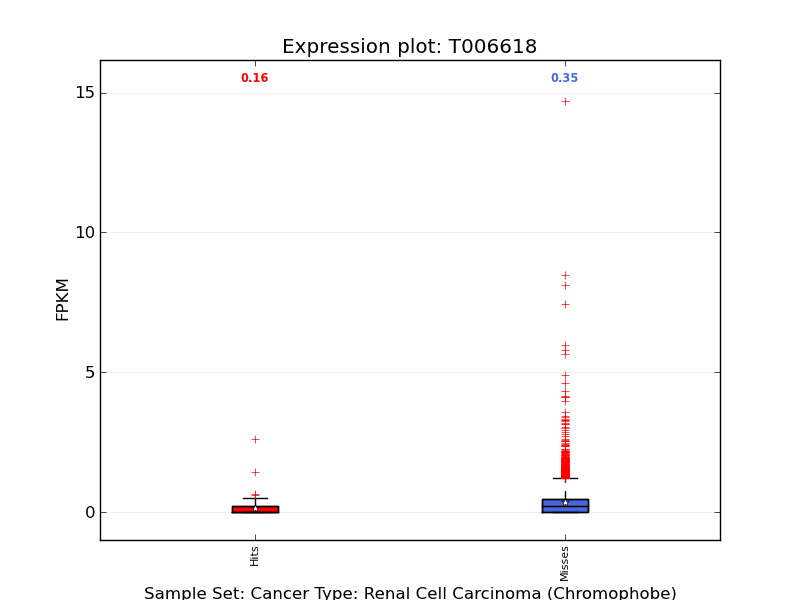 Expression plot: T006618
0.16
0.35
15
10
5
0
FPKM
Hits
Misses
Sample Set: Cancer Type: Renal Cell Carcinoma (Chromophobe)